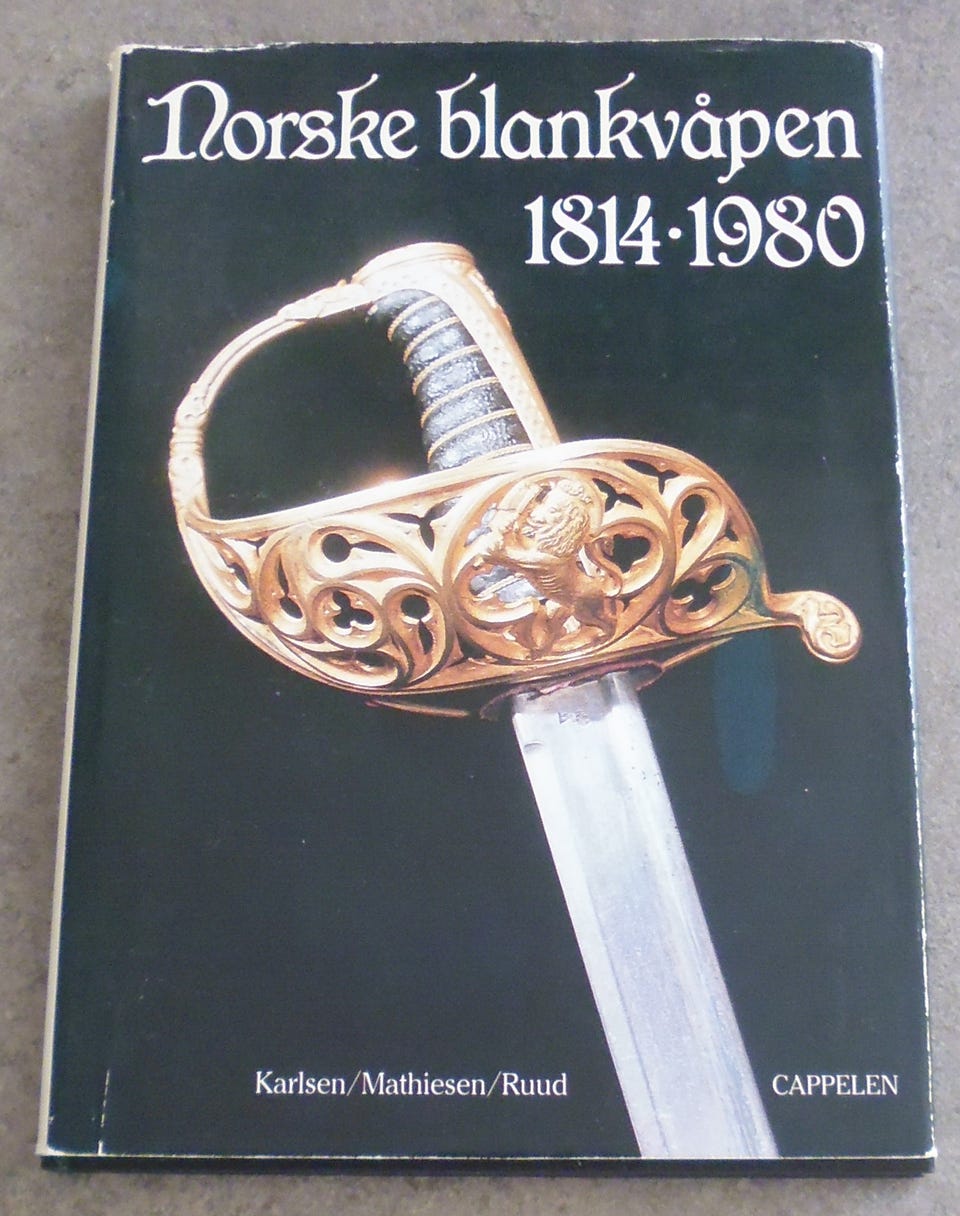 Norske blankvåpen
1814·1980
Karlsen/Mathiesen/Ruud
CAPPELEN